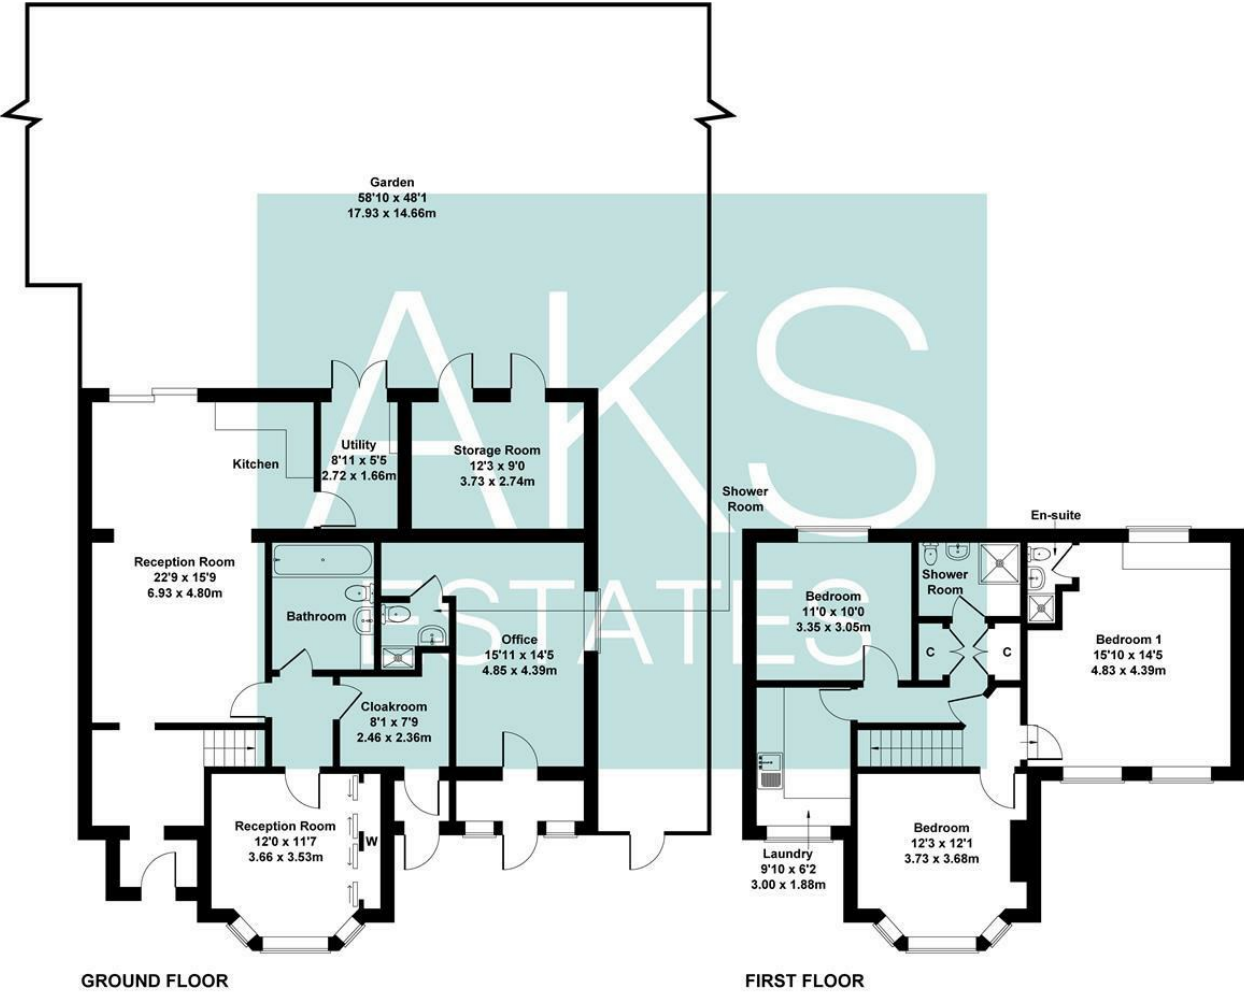 Garden
58'10 x 48'1
17.93 x 14.66m
AKS
ESTATES
Kitchen
Utility
8'11 x 5'5
2.72 x 1.66m
Storage Room
12'3 x 9'0
3.73 x 2.74m
Shower
Room
Reception Room
22'9 x 15'9
6.93 x 4.80m
Bathroom
Office
15'11 x 14'5
4.85 x 4.39m
Cloakroom
8'1 x 7'9
2.46 x 2.36m
Reception Room
12'0 x 11'7
3.66 x 3.53m
W
En-suite
Shower
Room
Bedroom
11'0 x 10'0
3.35 x 3.05m
C
C
Bedroom 1
15'10 x 14'5
4.83 x 4.39m
Laundry
9'10 x 6'2
3.00 x 1.88m
Bedroom
12'3 x 12'1
3.73 x 3.68m
GROUND FLOOR
FIRST FLOOR